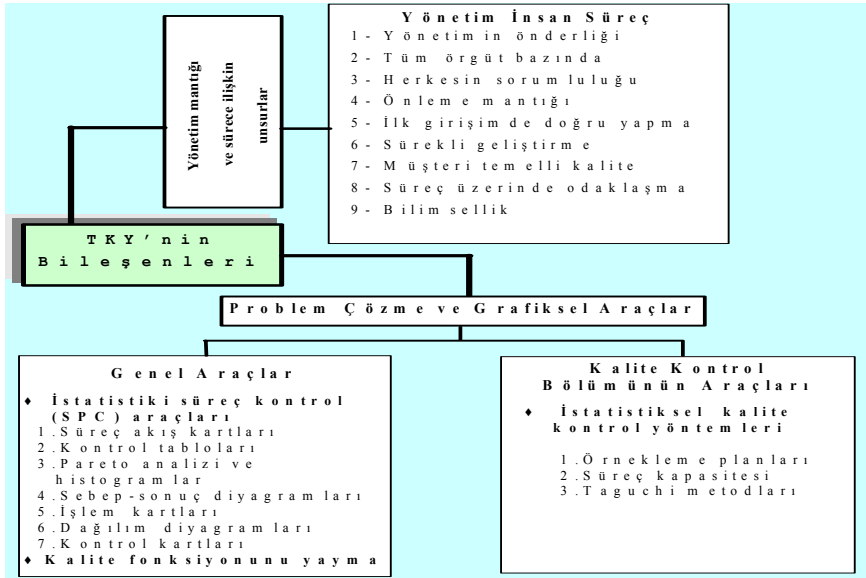 Yönetim İnsan Süreç
1- Yönetimin önderliği
2- Tüm örgüt bazında
3- Herkesin sorumluluğu
4- Önleme mantığı
5- İlk girişimde doğru yapma
6- Sürekli geliştirme
7- Müşteri temelli kalite
8- Süreç üzerinde odaklaşma
9- Bilimsellik
Yönetim mantığı
ve sürece ilişkin
unsurlar
TKY'nin
Bileşenleri
Problem Çözme ve Grafiksel Araçlar
Genel Araçlar
♦ İstatistiki süreç kontrol
(SPC) araçları
1.Süreç akış kartları
2.Kontrol tabloları
3.Pareto analizi ve
histogramlar
4.Sebep-sonuç diyagramları
5.İşlem kartları
6.Dağılım diyagramları
7.Kontrol kartları
♦ Kalite fonksiyonunu yayma
Kalite Kontrol
Bölümünün Araçları
♦ İstatistiksel kalite
kontrol yöntemleri
1.Örnekleme planları
2.Süreç kapasitesi
3.Taguchi metodları